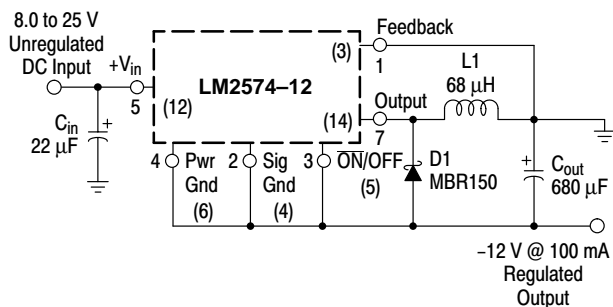 8.0 to 25 V
Unregulated
DC Input
+Vin
5
(12)
Cin
22 μF
+
LM2574–12
(3)
Feedback
1
(14)
Output
7
L1
68 μH
4
Pwr
Gnd
(6)
2
Sig
Gnd
(4)
3
ON/OFF
(5)
D1
MBR150
+
Cout
680 μF
–12 V @ 100 mA
Regulated
Output